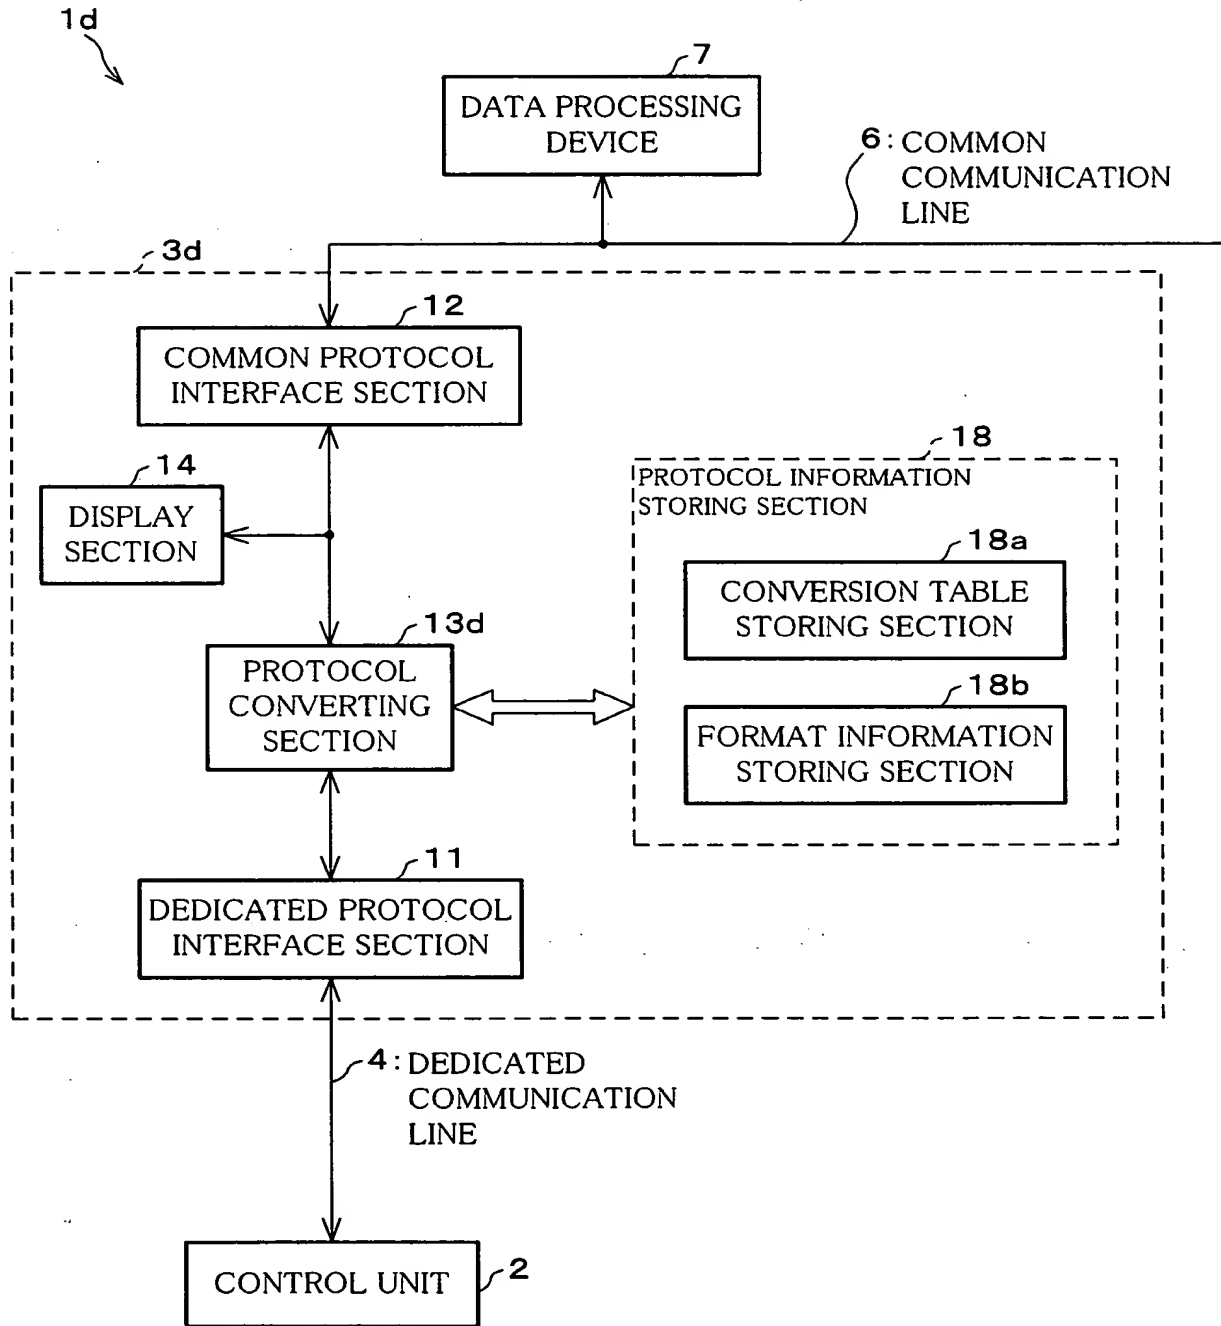 1d
7
DATA PROCESSING
DEVICE
6: COMMON
COMMUNICATION
LINE
3d
12
COMMON PROTOCOL
INTERFACE SECTION
14
DISPLAY
SECTION
18
PROTOCOL INFORMATION
STORING SECTION
18a
CONVERSION TABLE
STORING SECTION
13d
PROTOCOL
CONVERTING
SECTION
18b
FORMAT INFORMATION
STORING SECTION
11
DEDICATED PROTOCOL
INTERFACE SECTION
4: DEDICATED
COMMUNICATION
LINE
CONTROL UNIT
2